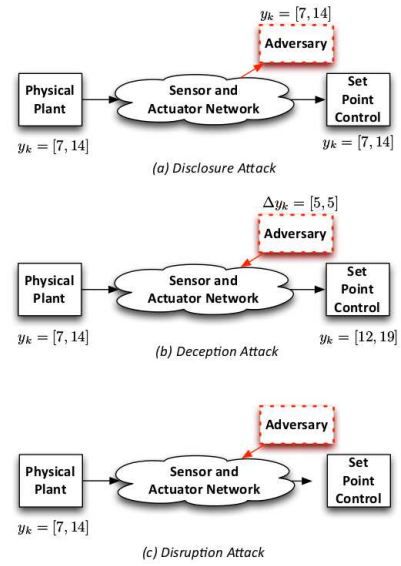 y_k = [7, 14]
Adversary
Physical
Plant
Sensor and
Actuator Network
Set
Point
Control
y_k = [7, 14]
y_k = [7, 14]
(a) Disclosure Attack
Δy_k = [5, 5]
Adversary
Physical
Plant
Sensor and
Actuator Network
Set
Point
Control
y_k = [7, 14]
y_k = [12, 19]
(b) Deception Attack
Adversary
Physical
Plant
Sensor and
Actuator Network
Set
Point
Control
y_k = [7, 14]
(c) Disruption Attack